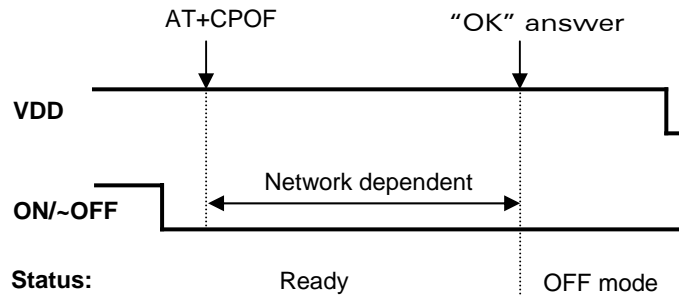 AT+CPOF “OK” answer
VDD
Network dependent
ON/~OFF
Status: Ready OFF mode